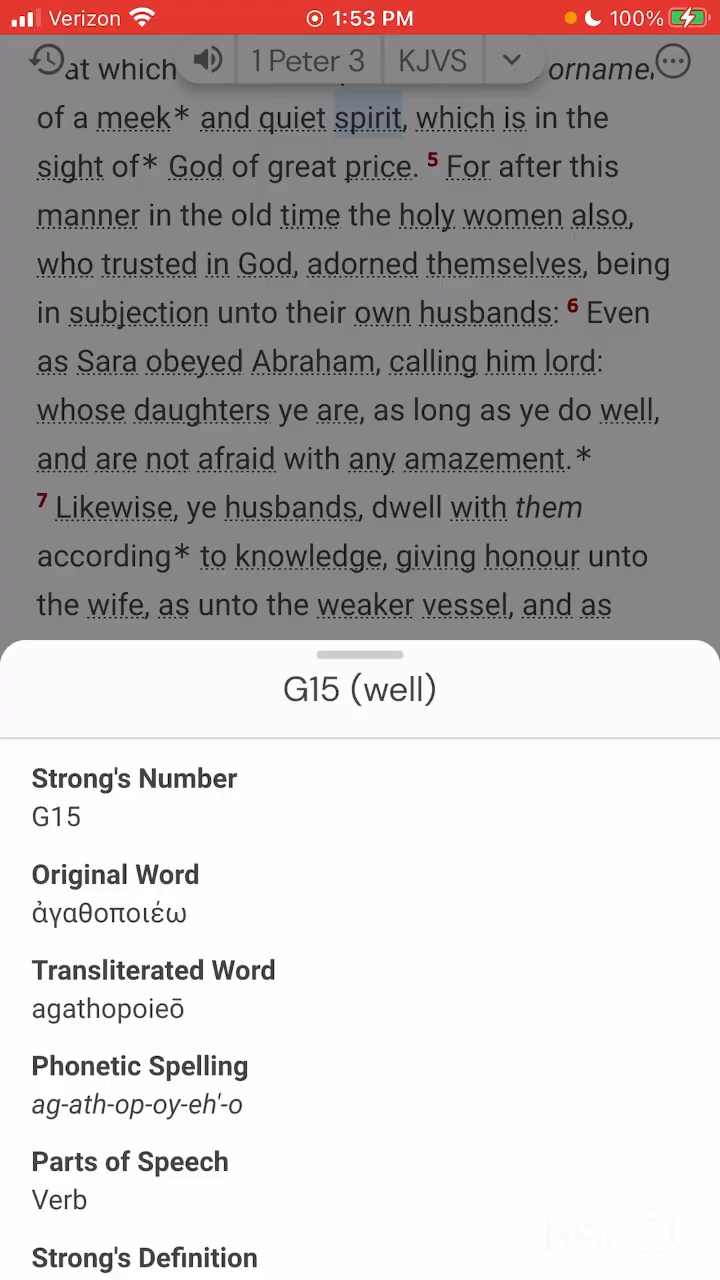 Verizon 1:53 PM 100%
at which 1 Peter 3 KJVS orname
of a meek* and quiet spirit, which is in the
sight of* God of great price. 5 For after this
manner in the old time the holy women also,
who trusted in God, adorned themselves, being
in subjection unto their own husbands: 6 Even
as Sara obeyed Abraham, calling him lord:
whose daughters ye are, as long as ye do well,
and are not afraid with any amazement.*
7 Likewise, ye husbands, dwell with them
according* to knowledge, giving honour unto
the wife, as unto the weaker vessel, and as
G15 (well)
Strong's Number
G15
Original Word
ἀγαθοποιέω
Transliterated Word
agathopoieō
Phonetic Spelling
ag-ath-op-oy-eh'-o
Parts of Speech
Verb
Strong's Definition